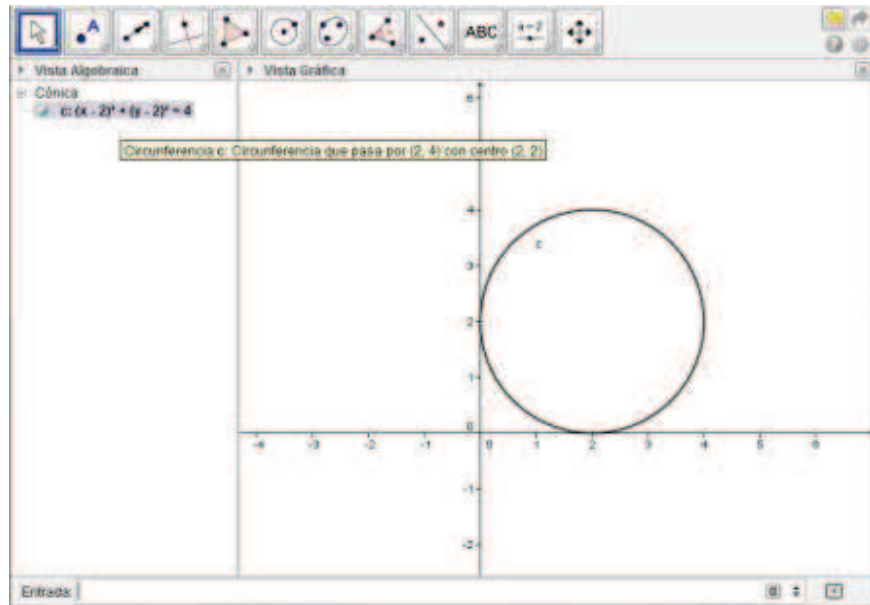 ABC
a=2
Vista Algebraica
Vista Gráfica
Cónica
c: (x - 2)² + (y - 2)² = 4
Circunferencia c: Circunferencia que pasa por (2, 4) con centro (2, 2)
A
6
4
c
3
2
1
0
-4 -3 -2 -1 0 1 2 3 4 5 6
-1
-2
Entrada: